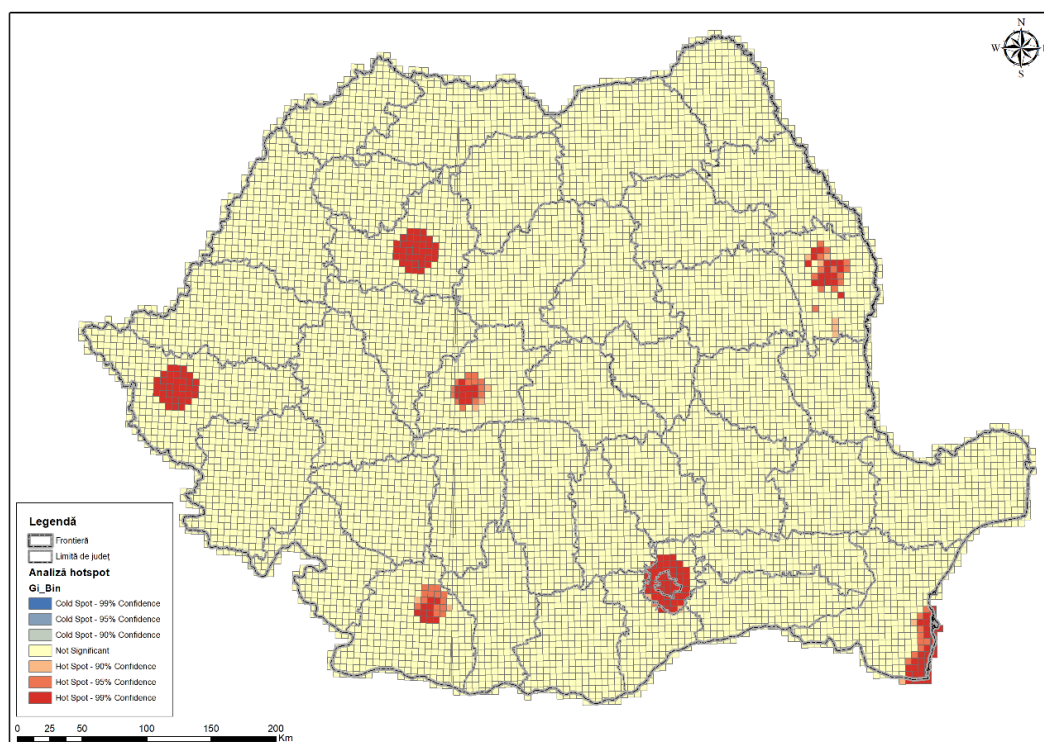 N
W
S
Legendă
Frontieră
Limită de județ
Analiză hotspot
Gi_Bin
Cold Spot - 99% Confidence
Cold Spot - 95% Confidence
Cold Spot - 90% Confidence
Not Significant
Hot Spot - 90% Confidence
Hot Spot - 95% Confidence
Hot Spot - 99% Confidence
0 25 50 100 150 200
Km